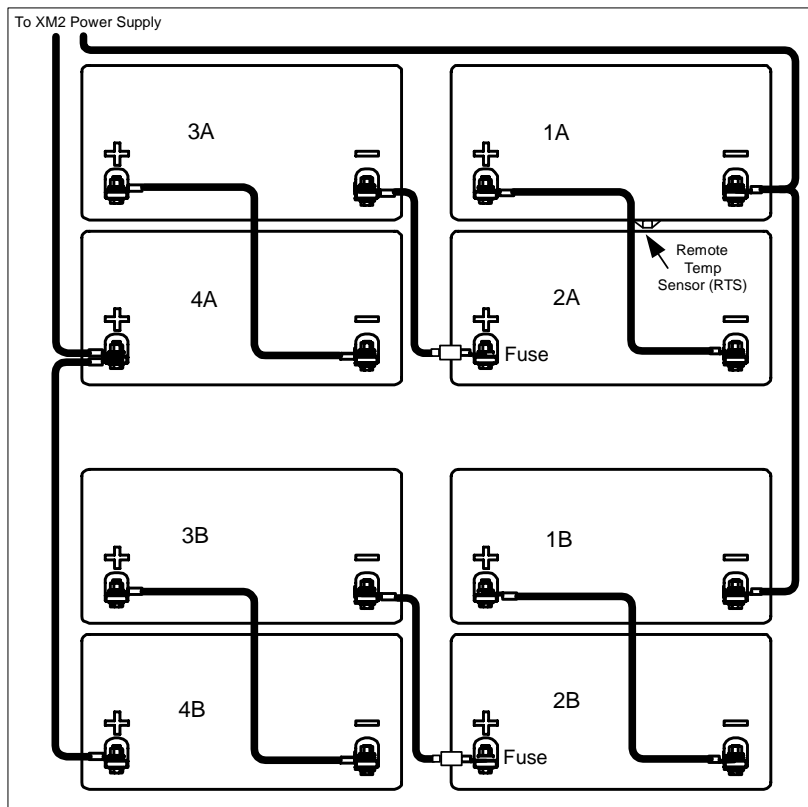 To XM2 Power Supply
3A
1A
Remote
Temp
Sensor (RTS)
4A
2A
Fuse
3B
1B
4B
2B
Fuse